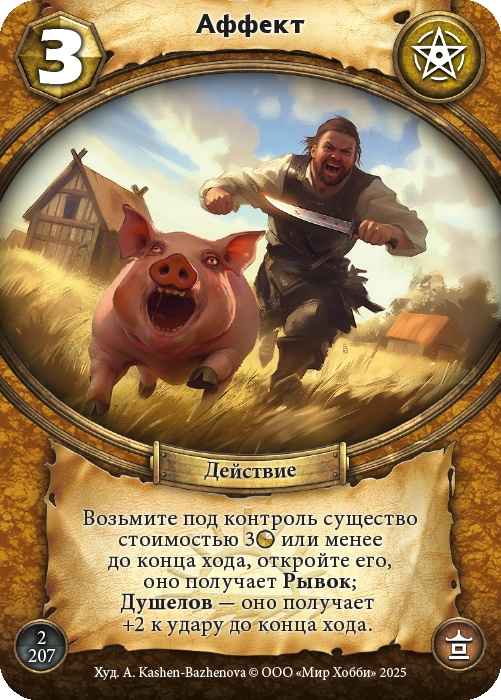 Аффект
3
Действие
Возьмите под контроль существо
стоимостью 3 или менее
до конца хода, откройте его,
оно получает Рывок;
Душелов — оно получает
+2 к удару до конца хода.
2
207
Худ. A. Kashen-Bazhenova © ООО «Мир Хобби» 2025